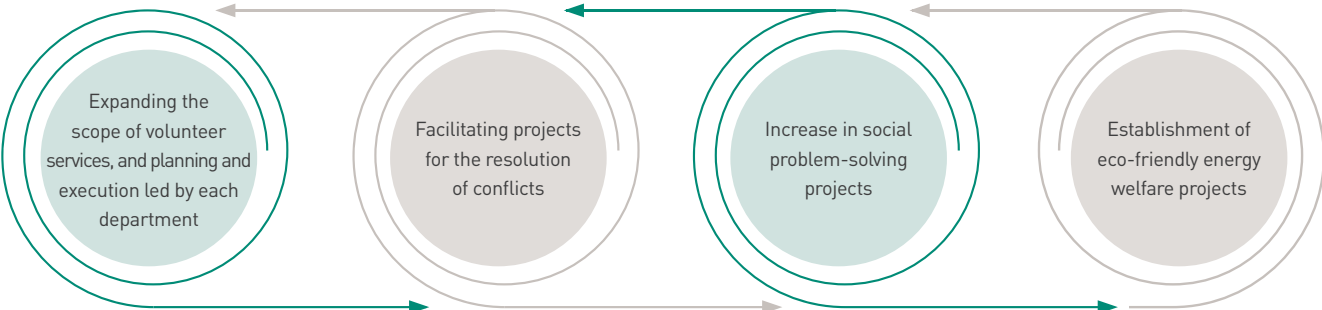 Expanding the
scope of volunteer
services, and planning and
execution led by each
department
Facilitating projects
for the resolution
of conflicts
Increase in social
problem-solving
projects
Establishment of
eco-friendly energy
welfare projects